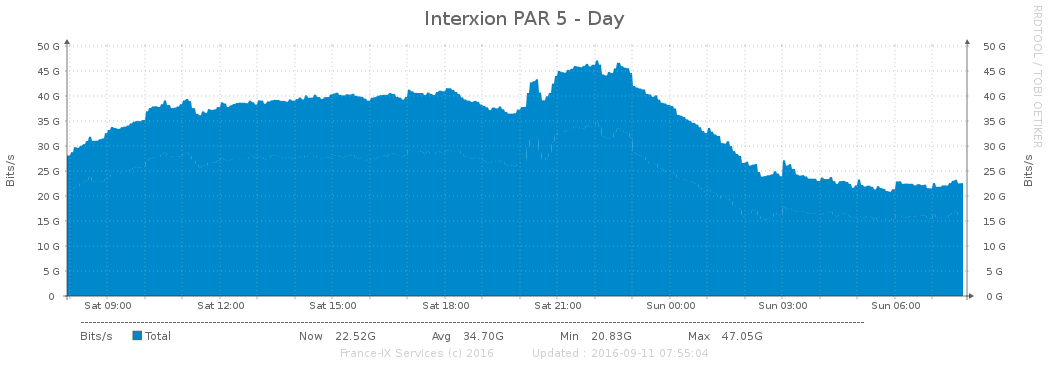 Interxion PAR 5 - Day
RRDTOOL / TOBI OETIKER
Bits/s
50 G 50 G
45 G 45 G
40 G 40 G
35 G 35 G
30 G 30 G
25 G 25 G
20 G 20 G
15 G 15 G
10 G 10 G
5 G 5 G
0 0 G
Bits/s
Sat 09:00 Sat 12:00 Sat 15:00 Sat 18:00 Sat 21:00 Sun 00:00 Sun 03:00 Sun 06:00
Bits/s Total Now 22.52G Avg 34.70G Min 20.83G Max 47.05G
France-IX Services (c) 2016 Updated : 2016-09-11 07:55:04